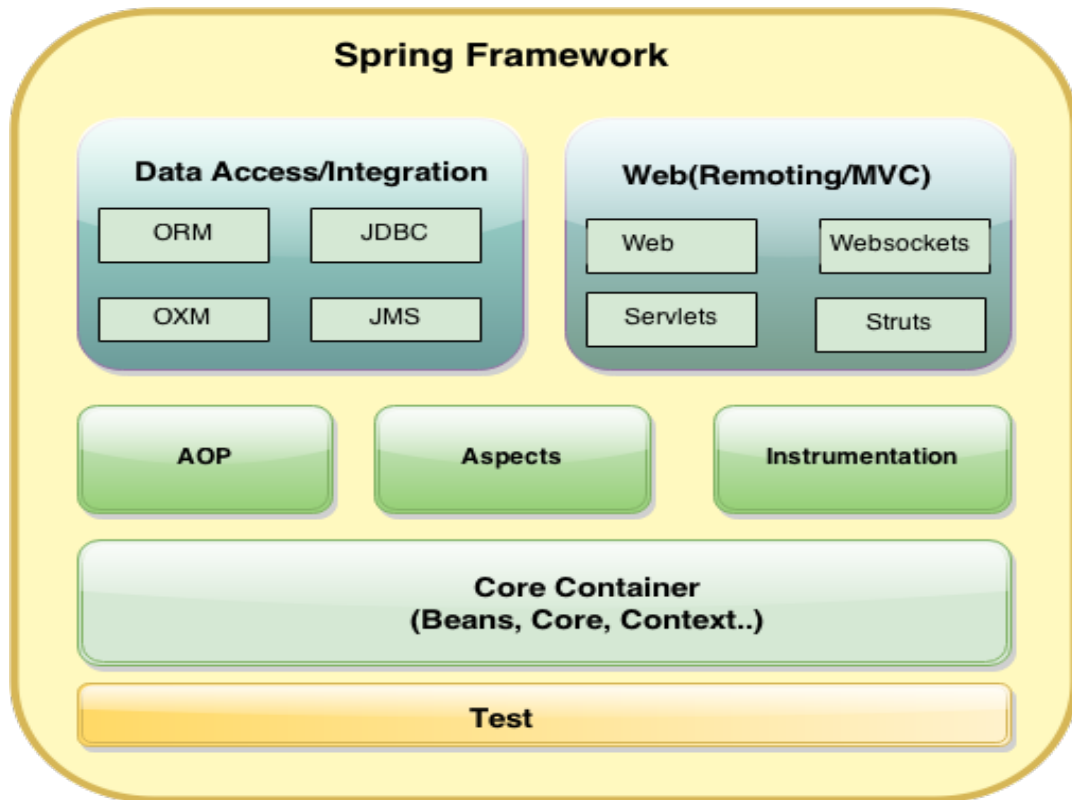 Spring Framework
Data Access/Integration
ORM
JDBC
OXM
JMS
Web(Remoting/MVC)
Web
Websockets
Servlets
Struts
AOP
Aspects
Instrumentation
Core Container
(Beans, Core, Context..)
Test